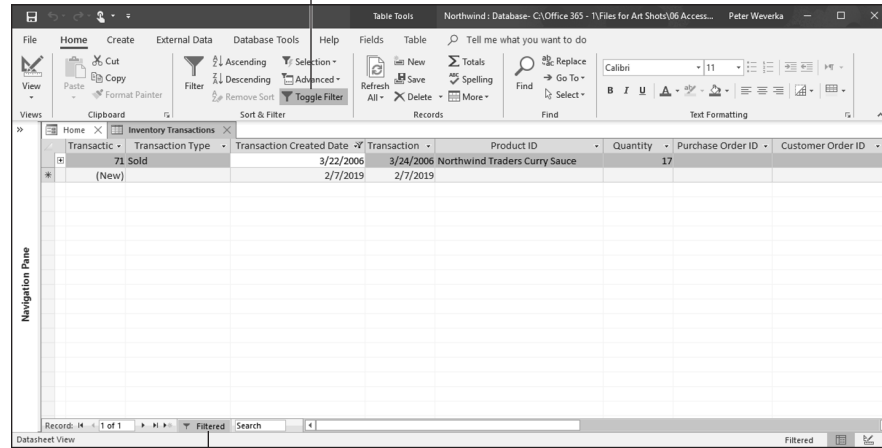 Table Tools Northwind : Database- C:\Office 365 - 1\Files for Art Shots\06 Access... Peter Weverka
File Home Create External Data Database Tools Help Fields Table Tell me what you want to do
View
Views
Paste
Cut
Copy
Format Painter
Clipboard
Filter
Ascending
Descending
Remove Sort
Selection
Advanced
Toggle Filter
Sort & Filter
Refresh
All
New
Save
Delete
Totals
Spelling
More
Records
Find
Replace
Go To
Select
Find
Calibri 11
B I U A
Text Formatting
Home Inventory Transactions
Transactic Transaction Type Transaction Created Date Transaction Product ID Quantity Purchase Order ID Customer Order ID
71 Sold 3/22/2006 3/24/2006 Northwind Traders Curry Sauce 17
(New) 2/7/2019 2/7/2019
Navigation Pane
Record: 1 of 1 Filtered Search
Datasheet View Filtered